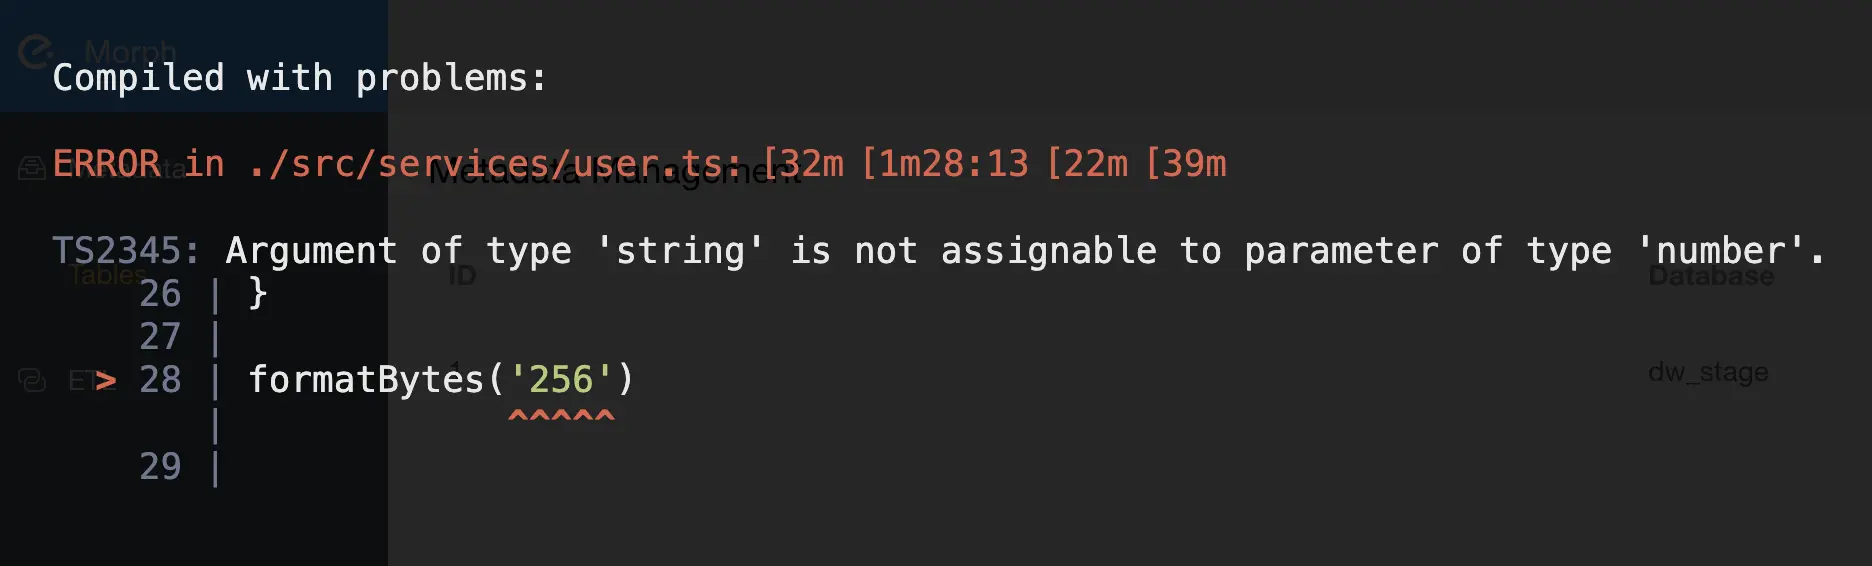 Morph
Compiled with problems:
Metadata
ERROR in ./src/services/user.ts: [32m [1m28:13 [22m [39m
Metadata Management
TS2345: Argument of type 'string' is not assignable to parameter of type 'number'.
Tables
ID
Database
26 | }
27 |
1
dw_stage
ETL
> 28 | formatBytes('256')
| ^^^^^
29 |